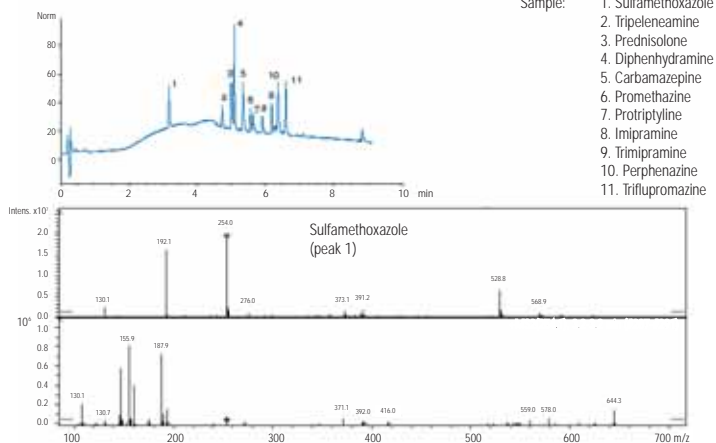 Norm
80
60
40
20
0
0 2 4 6 8 10 min
1
4
3
5
6
7
8
10
11
Sample: 1. Sulfamethoxazole
2. Tripeleneamine
3. Prednisolone
4. Diphenhydramine
5. Carbamazepine
6. Promethazine
7. Protriptyline
8. Imipramine
9. Trimipramine
10. Perphenazine
11. Triflupromazine
Intens. x10
2.0
1.5
1.0
0.5
0.0
Sulfamethoxazole
(peak 1)
130.1
192.1
254.0
276.0
373.1
391.2
528.8
568.9
10
1.0
0.8
0.6
0.4
0.2
0.0
130.1
130.7
155.9
187.9
371.1
392.0
416.0
559.0
578.0
644.3
100 200 300 400 500 600 700 m/z